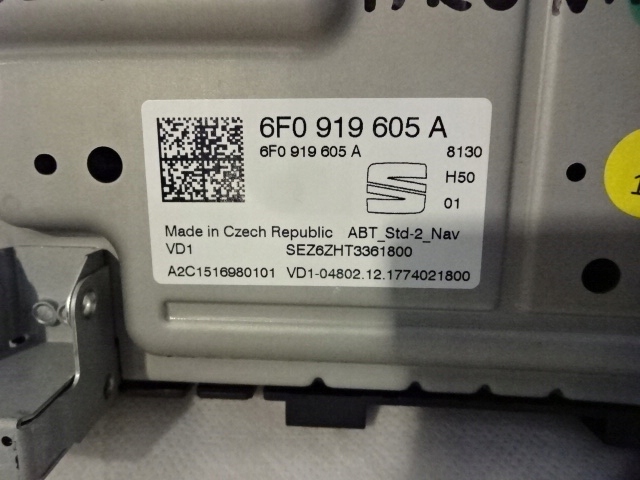 6F0 919 605 A
6F0 919 605 A 8130
H50
01
Made in Czech Republic ABT_Std-2_Nav
VD1 SEZ6ZHT3361800
A2C1516980101 VD1-04802.12.1774021800